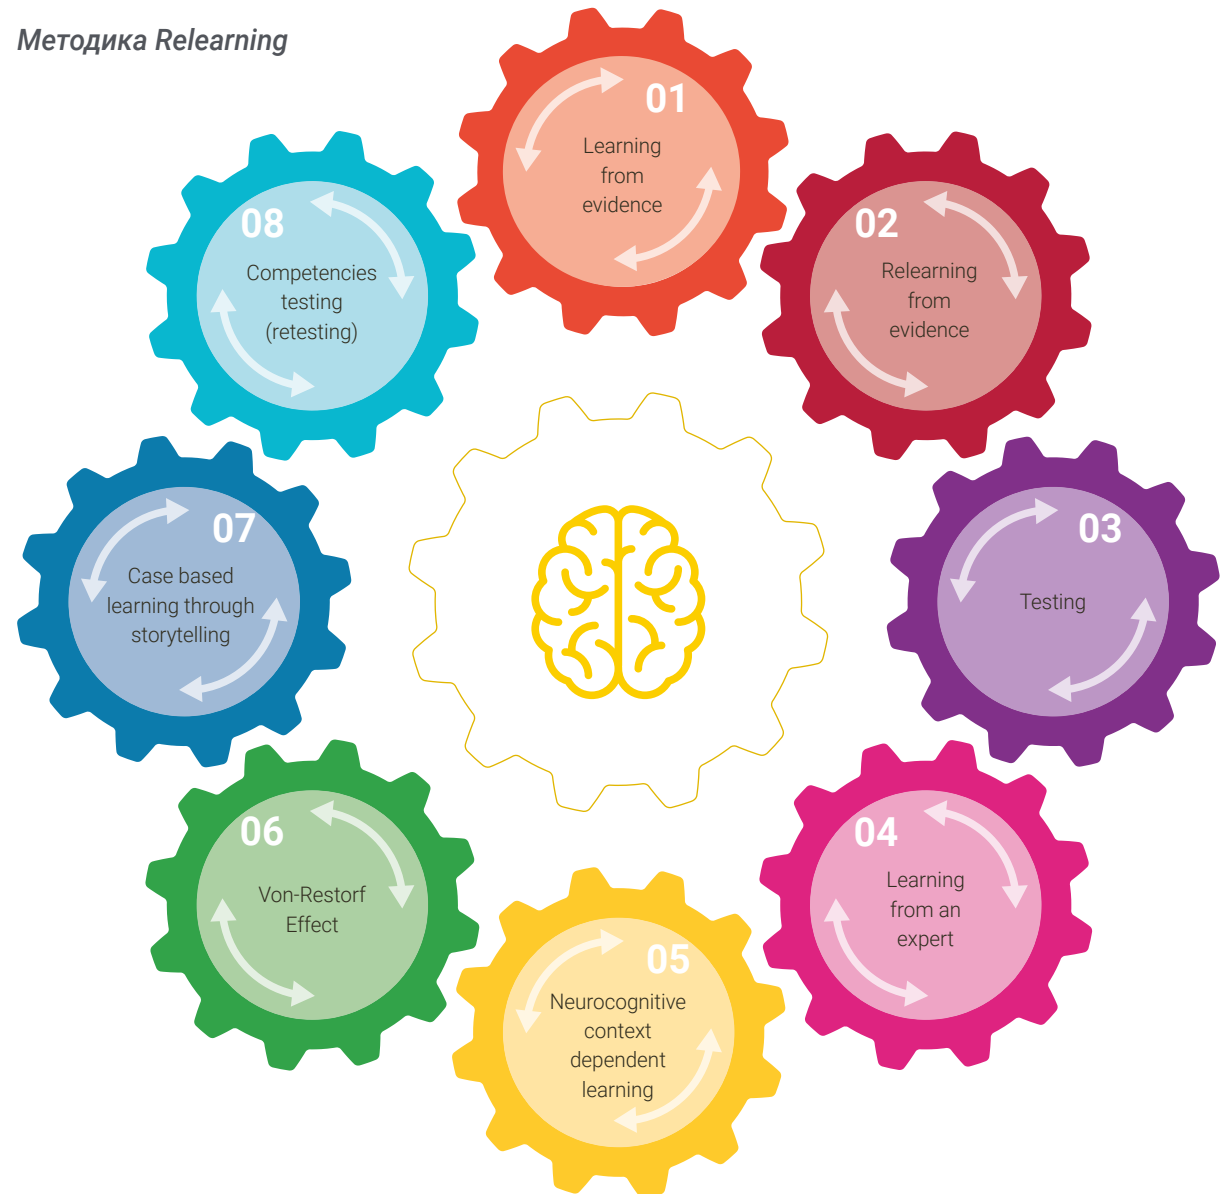 Методика Relearning
01
Learning
from
evidence
02
Relearning
from
evidence
03
Testing
04
Learning
from an
expert
05
Neurocognitive
context
dependent
learning
06
Von-Restorf
Effect
07
Case based
learning through
storytelling
08
Competencies
testing
(retesting)